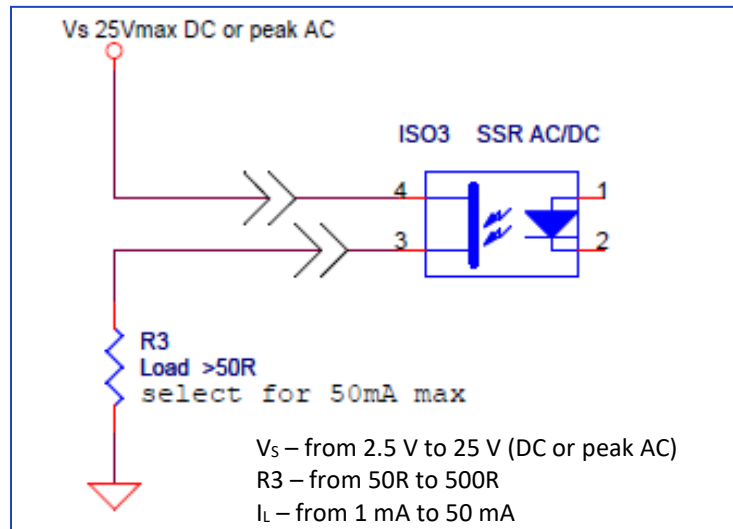 Vs 25Vmax DC or peak AC
ISO3 SSR AC/DC
4
1
3
2
R3
Load >50R
select for 50mA max
Vs – from 2.5 V to 25 V (DC or peak AC)
R3 – from 50R to 500R
IL – from 1 mA to 50 mA